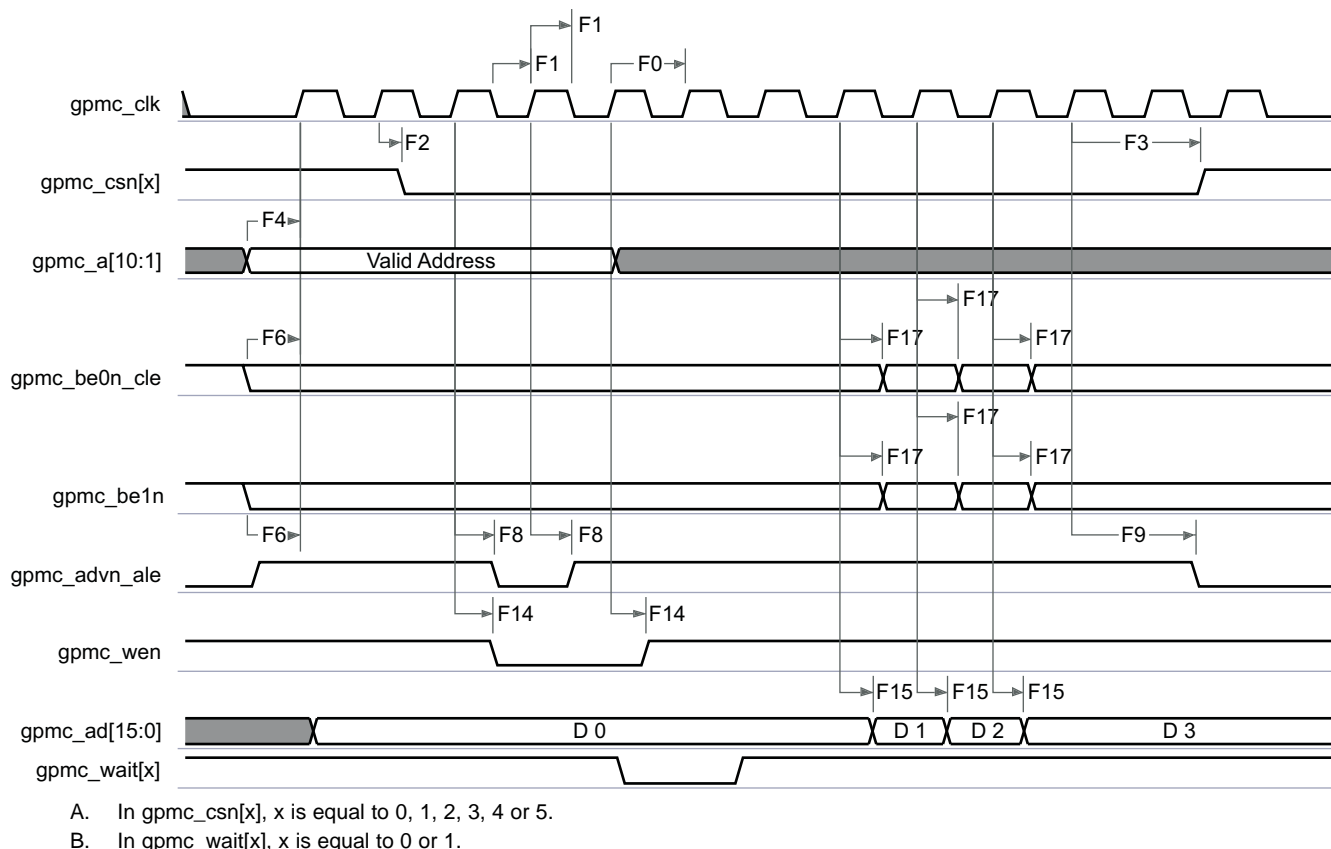 F1
F1 F0
gpmc_clk
F2 F3
gpmc_csn[x]
F4
gpmc_a[10:1] Valid Address
F17
F6 F17 F17
gpmc_be0n_cle
F17
F17 F17
gpmc_be1n
F6 F8 F8 F9
gpmc_advn_ale
F14 F14
gpmc_wen
F15 F15 F15
gpmc_ad[15:0] D 0 D 1 D 2 D 3
gpmc_wait[x]
A. In gpmc_csn[x], x is equal to 0, 1, 2, 3, 4 or 5.
B. In gpmc_wait[x], x is equal to 0 or 1.